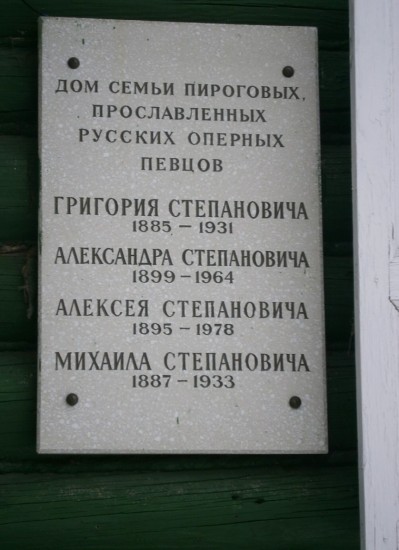 ДОМ СЕМЬИ ПИРОГОВЫХ,
ПРОСЛАВЛЕННЫХ
РУССКИХ ОПЕРНЫХ
ПЕВЦОВ
ГРИГОРИЯ СТЕПАНОВИЧА
1885 – 1931
АЛЕКСАНДРА СТЕПАНОВИЧА
1899 – 1964
АЛЕКСЕЯ СТЕПАНОВИЧА
1895 – 1978
МИХАИЛА СТЕПАНОВИЧА
1887 – 1933